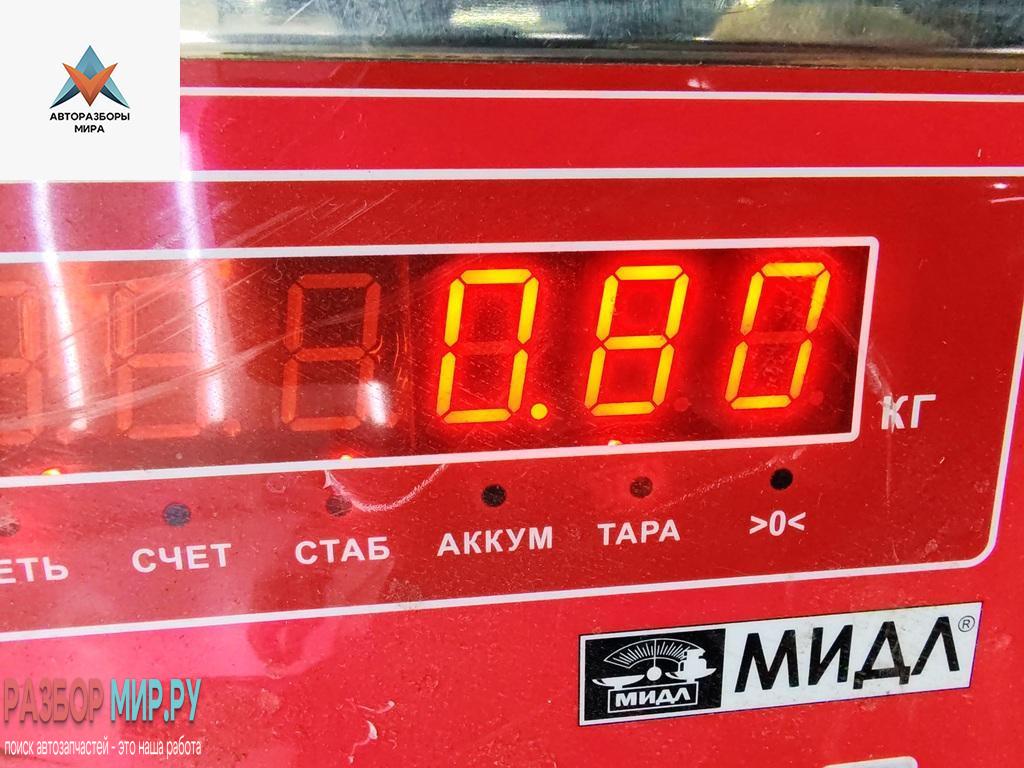 АВТОРАЗБОРЫ
МИРА
0.80
КГ
ЕТЬ СЧЕТ СТАБ АККУМ ТАРА >0<
МИДЛ МИДЛ®
РАЗБОР МИР.РУ
поиск автозапчастей - это наша работа